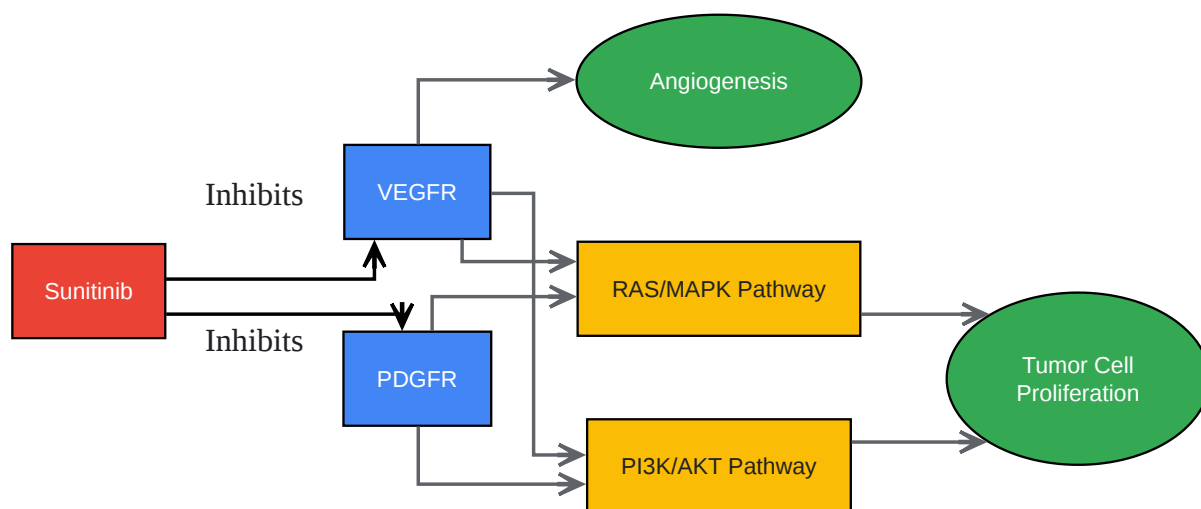 Angiogenesis
VEGFR
Inhibits
Sunitinib
RAS/MAPK Pathway
Inhibits
PDGFR
Tumor Cell
Proliferation
PI3K/AKT Pathway